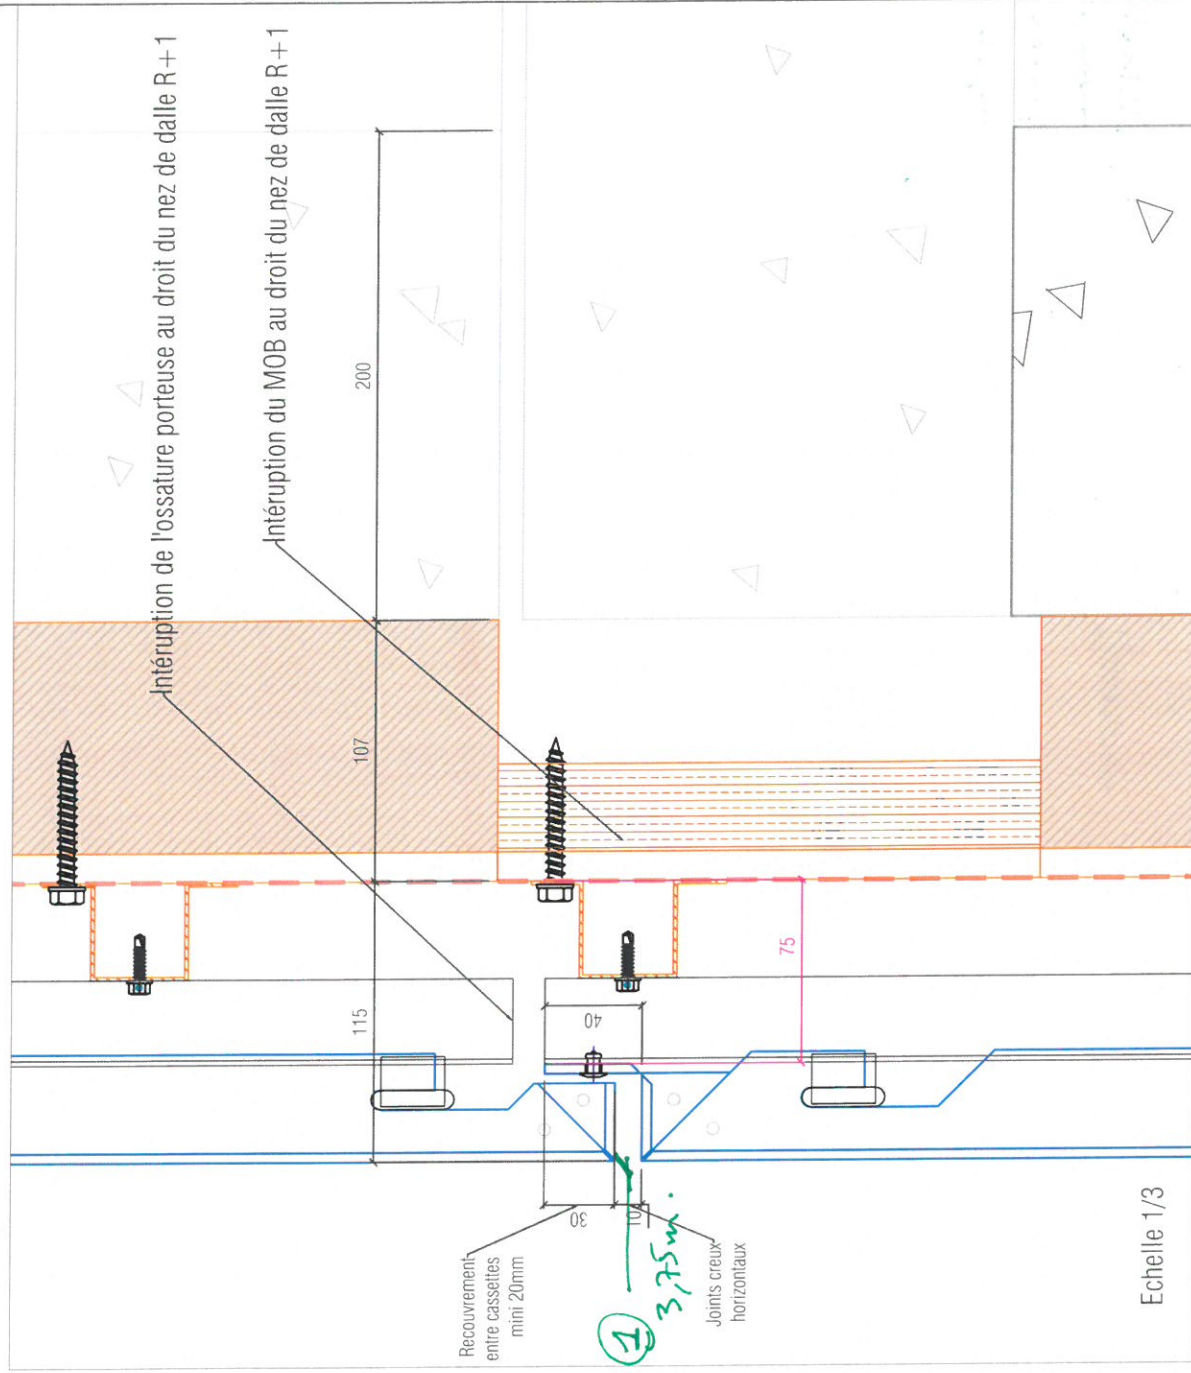 Intéruption de l'ossature porteuse au droit du nez de dalle R+1
Intéruption du MOB au droit du nez de dalle R+1
200
107
115
75
40
30
10
Recouvrement
entre cassettes
mini 20mm
1
3,75m.
Joints creux
horizontaux
Echelle 1/3